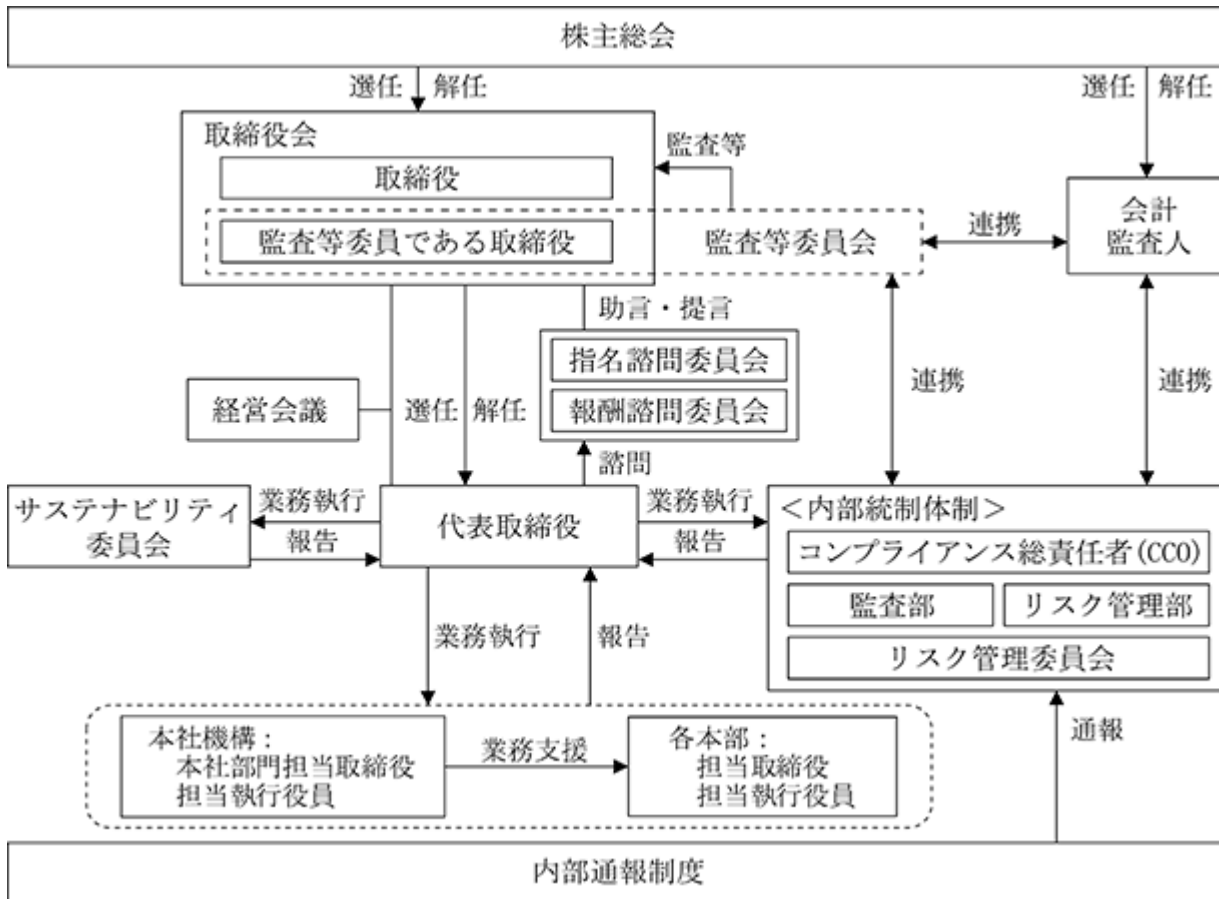 株主総会
選任 解任
選任 解任
取締役会
取締役
監査等
監査等委員である取締役
監査等委員会
連携
会計
監査人
助言・提言
指名諮問委員会
報酬諮問委員会
経営会議
選任 解任
連携
連携
諮問
サステナビリティ
委員会
業務執行
報告
代表取締役
業務執行
報告
＜内部統制体制＞
コンプライアンス総責任者(CCO)
監査部
リスク管理部
リスク管理委員会
業務執行
報告
通報
本社機構：
本社部門担当取締役
担当執行役員
業務支援
各本部：
担当取締役
担当執行役員
内部通報制度